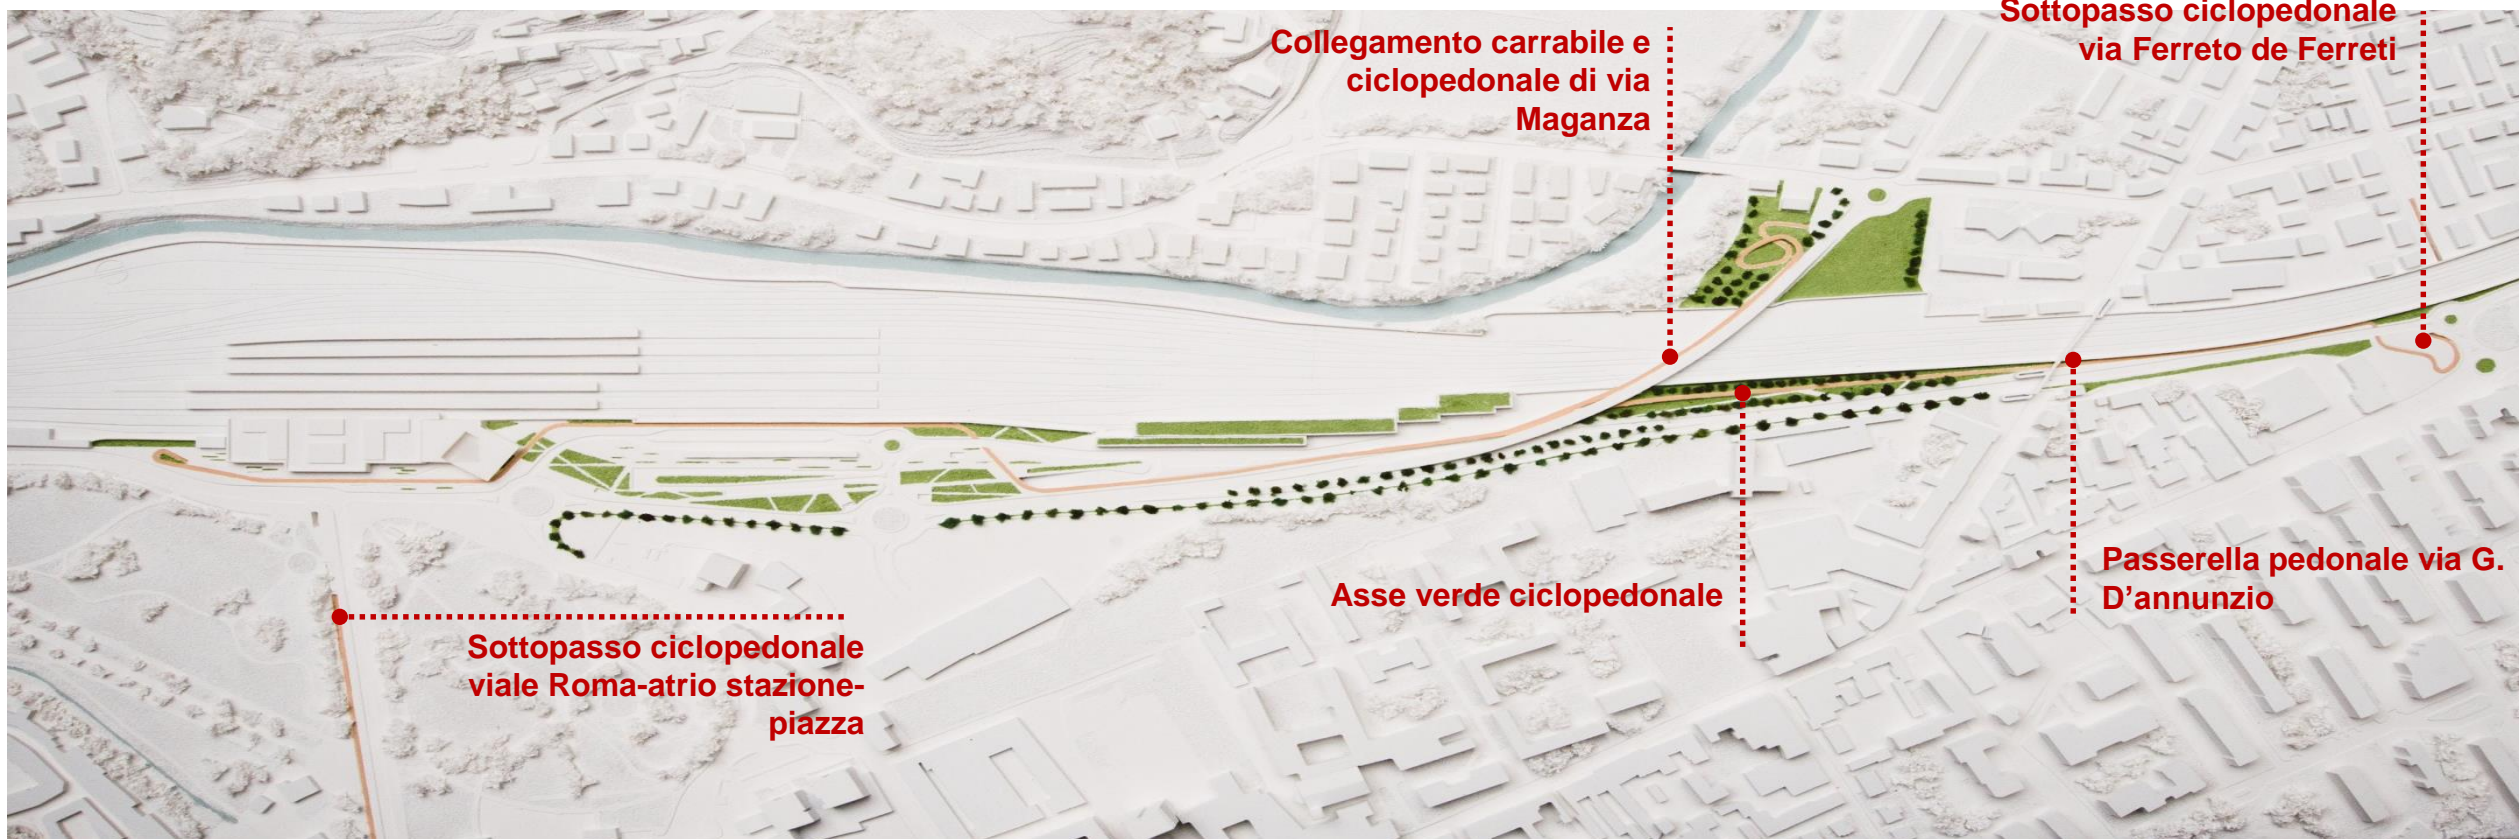 Sottopasso ciclopedonale
via Ferreto de Ferreti
Collegamento carrabile e
ciclopedonale di via
Maganza
Passerella pedonale via G.
D’annunzio
Asse verde ciclopedonale
Sottopasso ciclopedonale
viale Roma-atrio stazione-
piazza